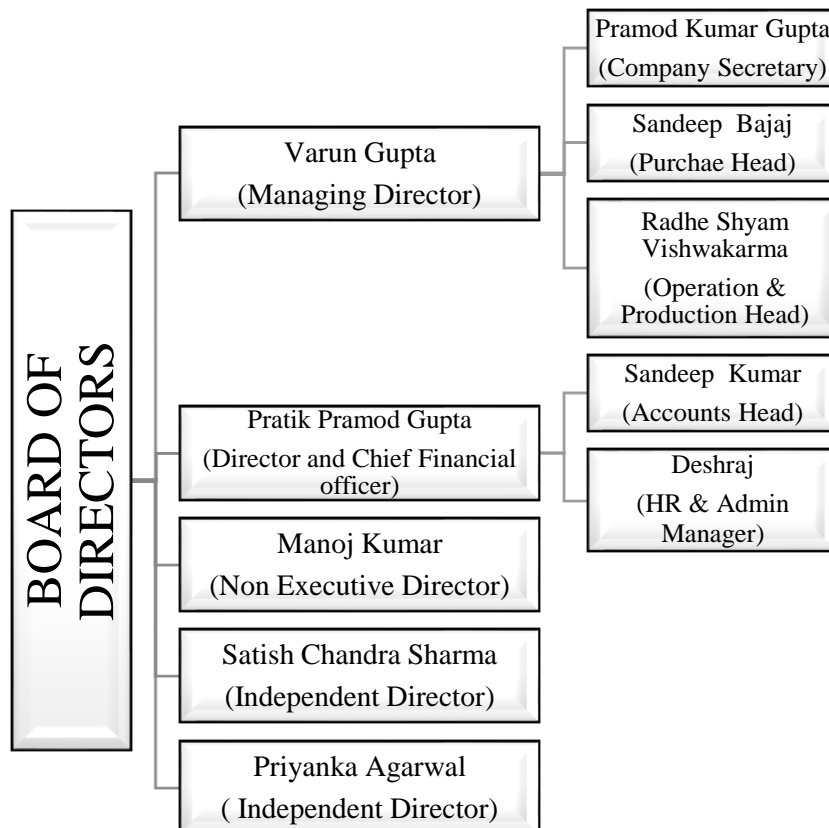 BOARD OF
DIRECTORS
Varun Gupta
(Managing Director)
Pramod Kumar Gupta
(Company Secretary)
Sandeep Bajaj
(Purchae Head)
Radhe Shyam
Vishwakarma
(Operation &
Production Head)
Pratik Pramod Gupta
(Director and Chief Financial
officer)
Sandeep Kumar
(Accounts Head)
Deshraj
(HR & Admin
Manager)
Manoj Kumar
(Non Executive Director)
Satish Chandra Sharma
(Independent Director)
Priyanka Agarwal
( Independent Director)